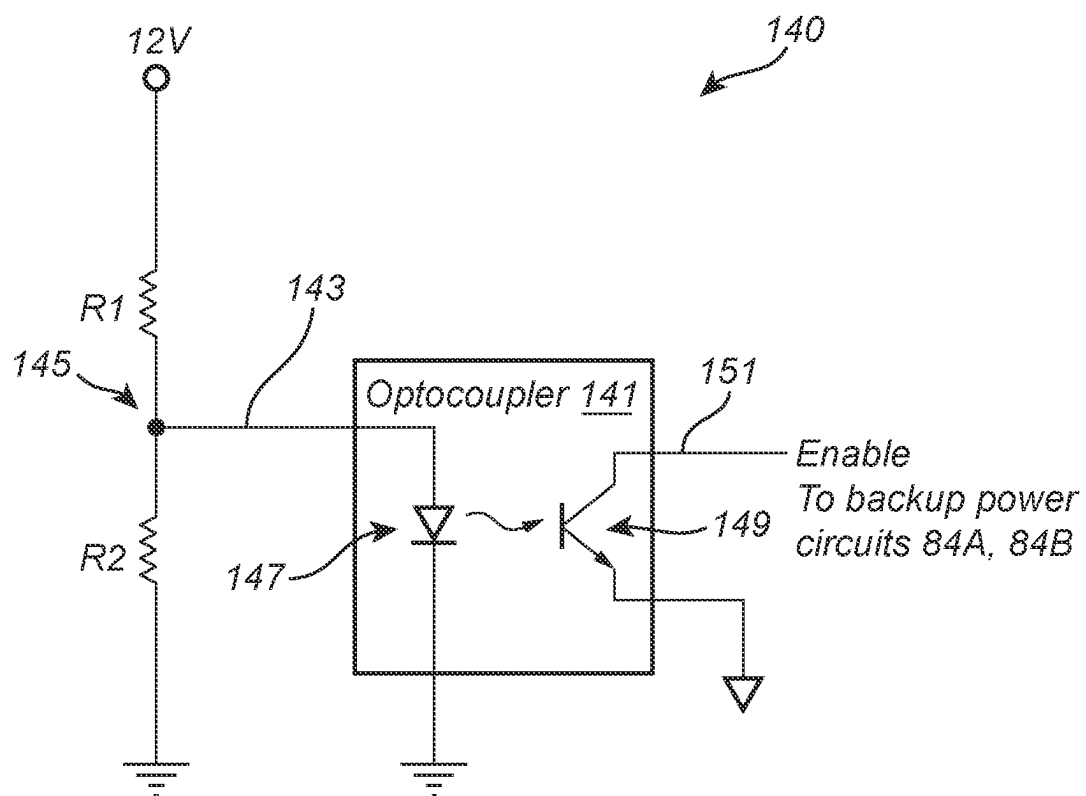 140
12V
R1
143
145
Optocoupler 141
151
Enable
To backup power
circuits 84A, 84B
149
R2
147